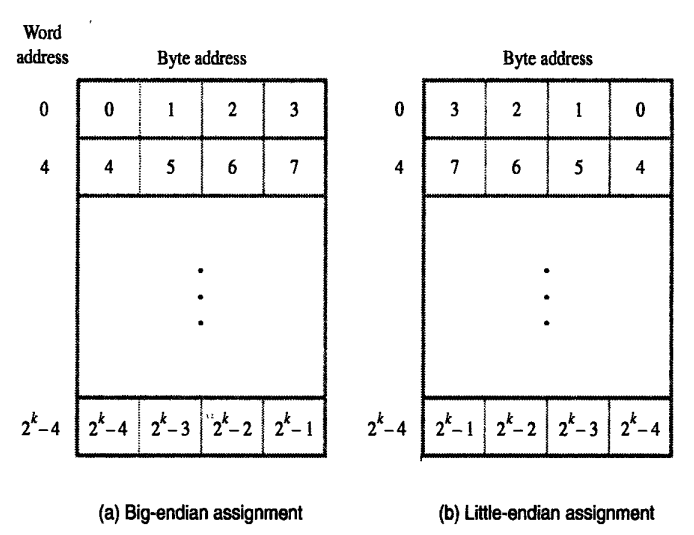 Word
address Byte address Byte address
0 0 1 2 3 0 3 2 1 0
4 4 5 6 7 4 7 6 5 4
2^k-4 2^k-4 2^k-3 2^k-2 2^k-1 2^k-4 2^k-1 2^k-2 2^k-3 2^k-4
(a) Big-endian assignment (b) Little-endian assignment